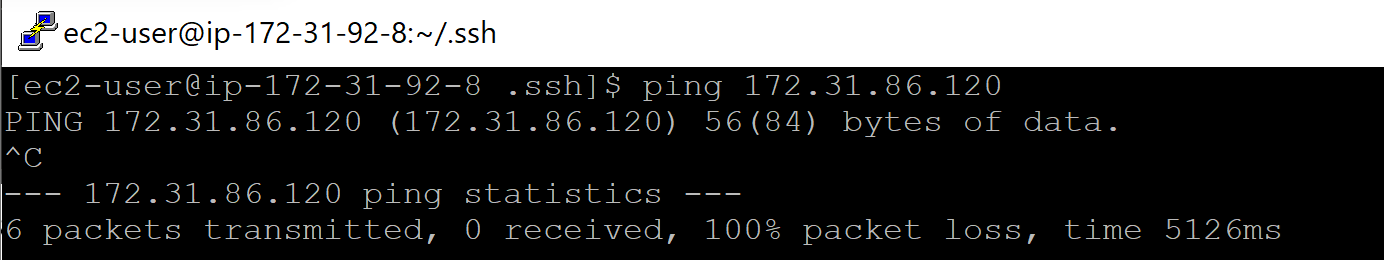 ec2-user@ip-172-31-92-8:~/.ssh
[ec2-user@ip-172-31-92-8 .ssh]$ ping 172.31.86.120
PING 172.31.86.120 (172.31.86.120) 56(84) bytes of data.
^C
--- 172.31.86.120 ping statistics ---
6 packets transmitted, 0 received, 100% packet loss, time 5126ms